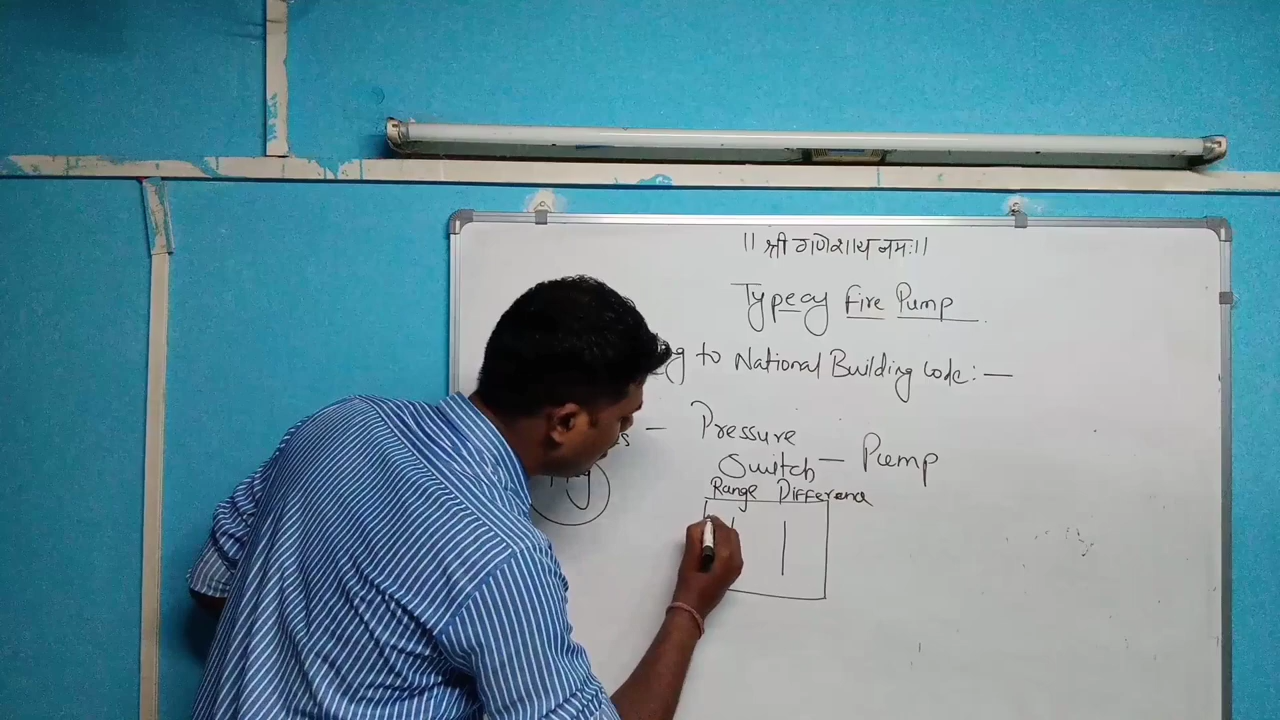 || श्री गणेशाय नमः ||
Type of Fire Pump
to National Building Code:-
- Pressure
Switch - Pump
Range Difference